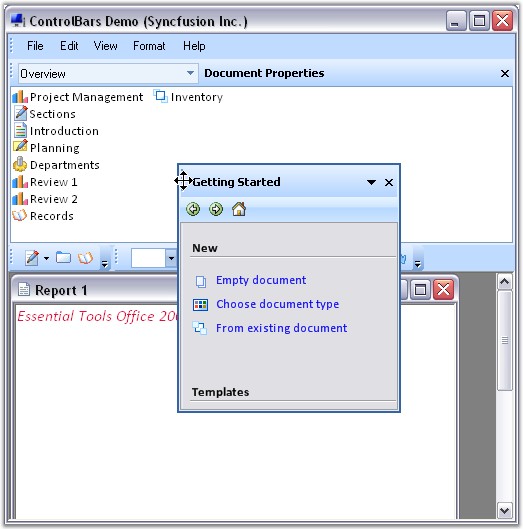 ControlBars Demo (Syncfusion Inc.)
File Edit View Format Help
Overview Document Properties
Project Management Inventory
Sections
Introduction
Planning
Departments
Review 1
Review 2
Records
Getting Started
New
Empty document
Choose document type
From existing document
Templates
Report 1
Essential Tools Office